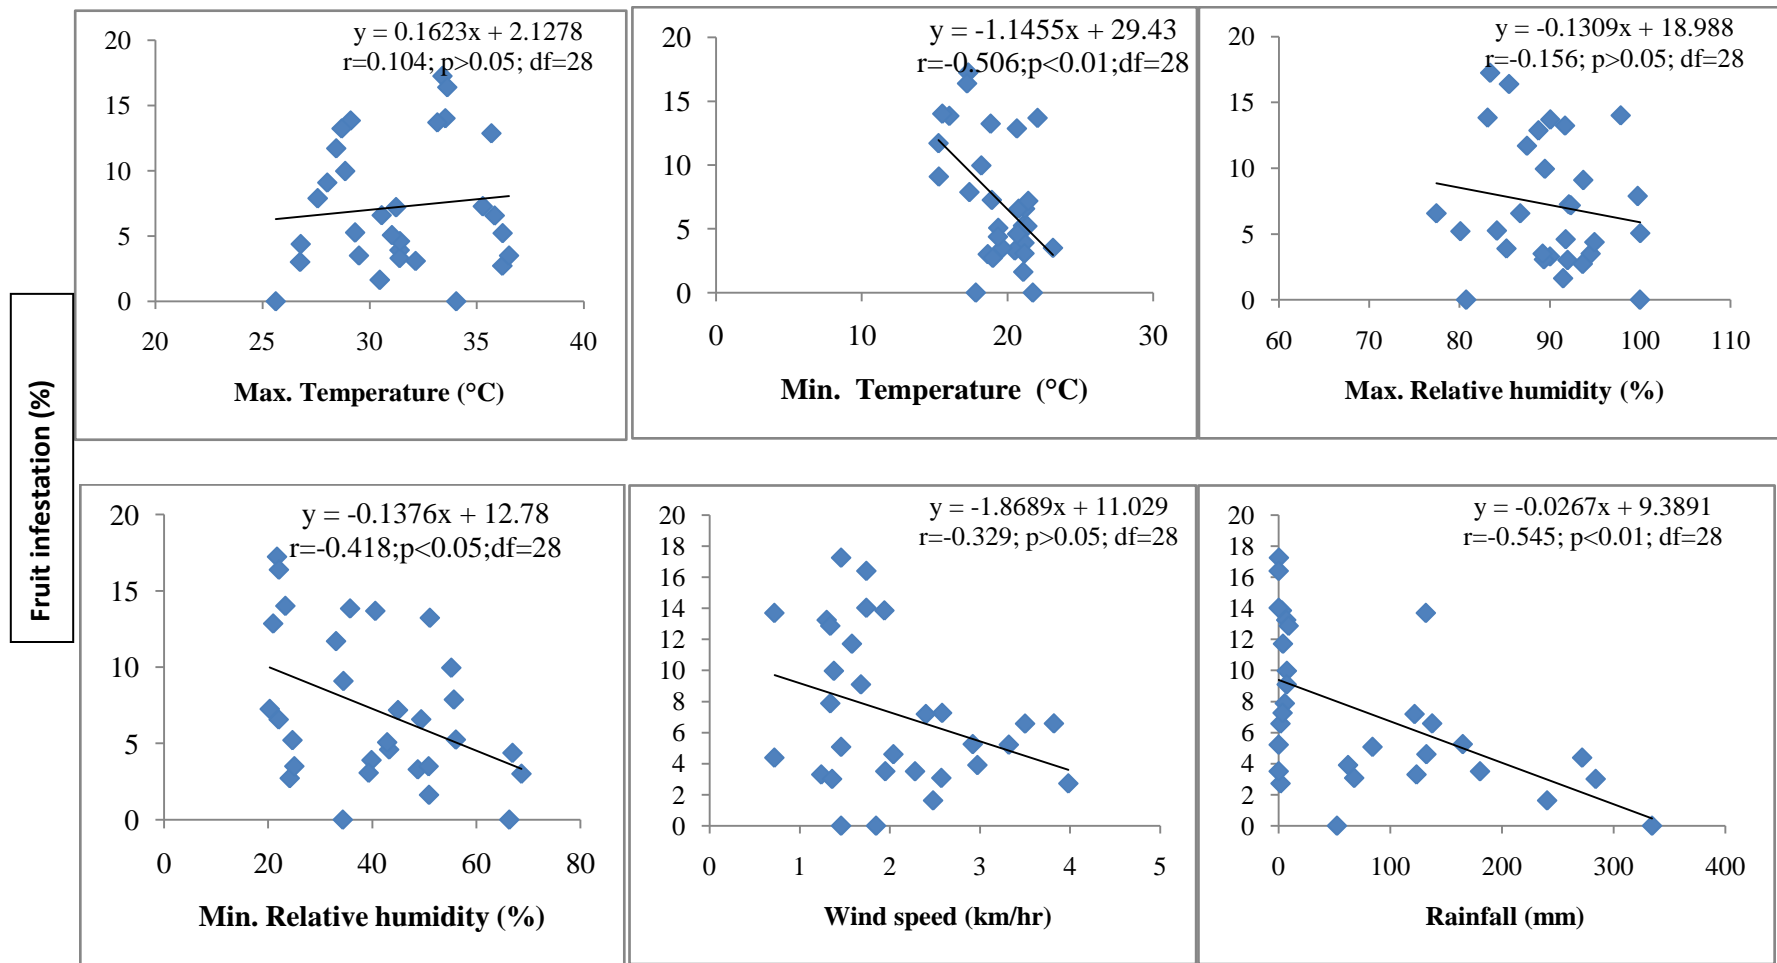 Fruit infestation (%)
y = 0.1623x + 2.1278
r=0.104; p>0.05; df=28
20
15
10
5
0
20 25 30 35 40
Max. Temperature (°C)
y = -1.1455x + 29.43
r=-0.506;p<0.01;df=28
20
15
10
5
0
0 10 20 30
Min. Temperature (°C)
y = -0.1309x + 18.988
r=-0.156; p>0.05; df=28
20
15
10
5
0
60 70 80 90 100 110
Max. Relative humidity (%)
y = -0.1376x + 12.78
r=-0.418;p<0.05;df=28
20
15
10
5
0
0 20 40 60 80
Min. Relative humidity (%)
y = -1.8689x + 11.029
r=-0.329; p>0.05; df=28
20
18
16
14
12
10
8
6
4
2
0
0 1 2 3 4 5
Wind speed (km/hr)
y = -0.0267x + 9.3891
r=-0.545; p<0.01; df=28
20
18
16
14
12
10
8
6
4
2
0
0 100 200 300 400
Rainfall (mm)